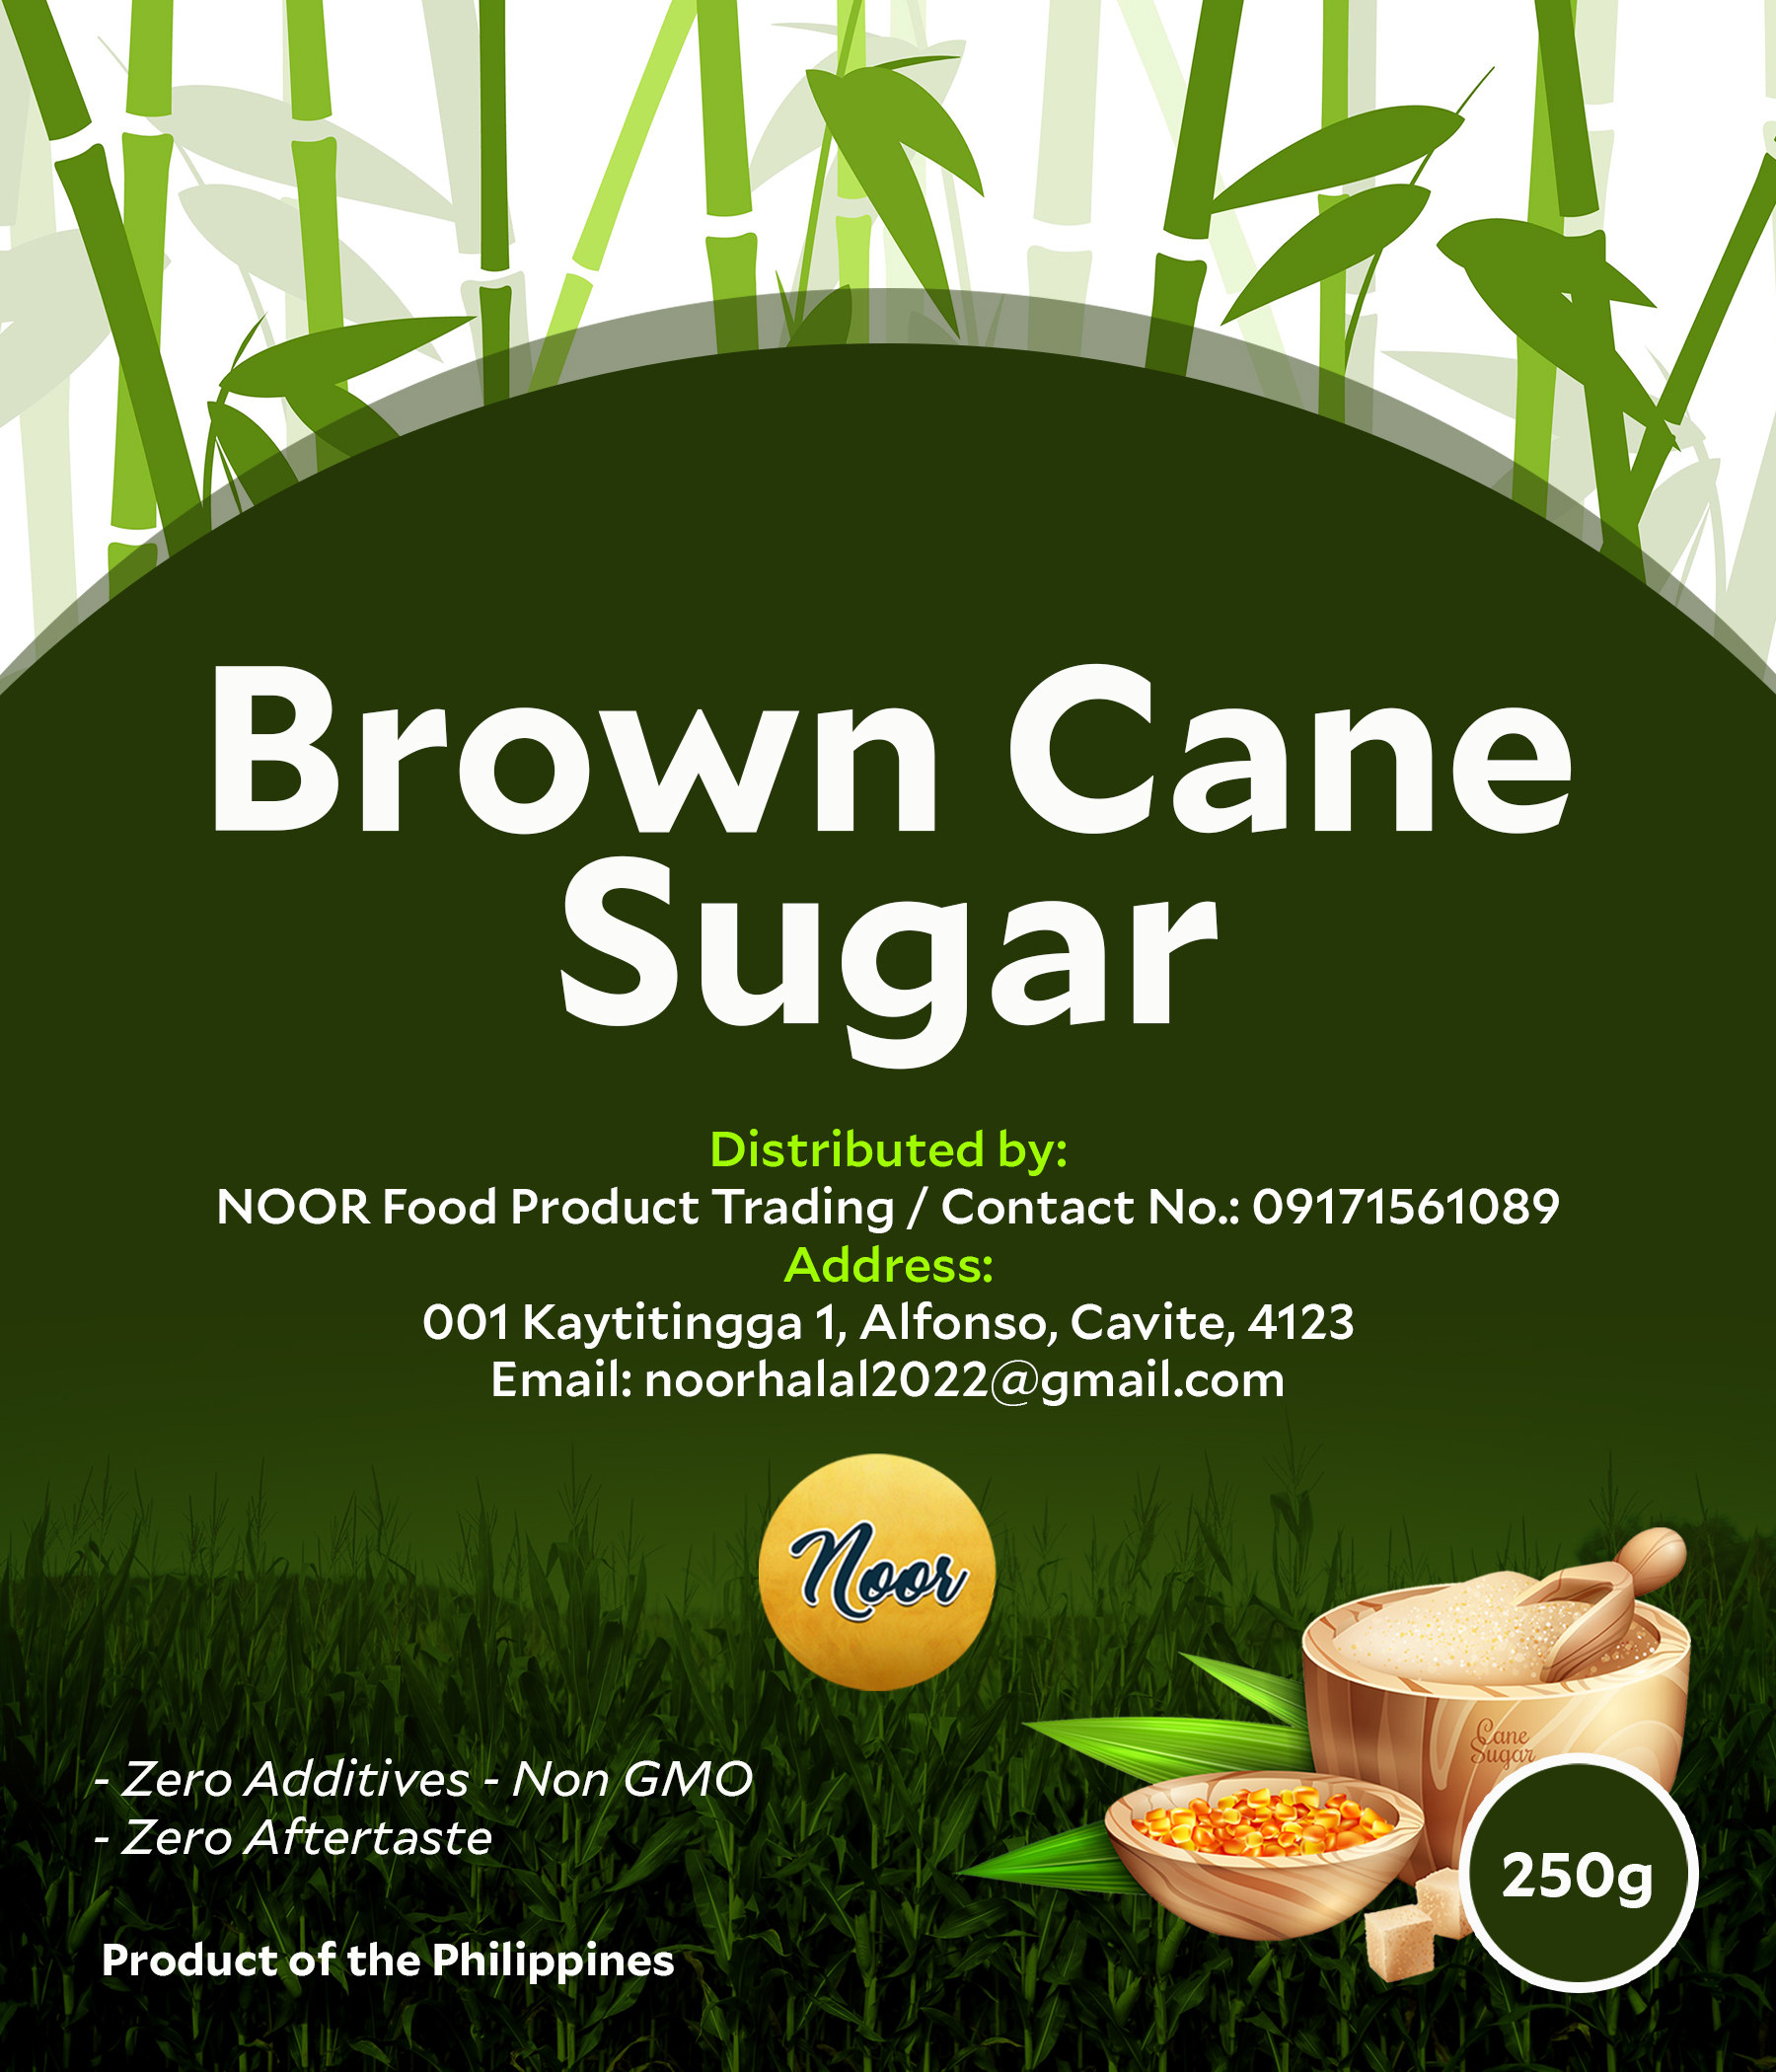 Brown Cane
Sugar
Distributed by:
NOOR Food Product Trading / Contact No.: 09171561089
Address:
001 Kaytitingga 1, Alfonso, Cavite, 4123
Email: noorhalal2022@gmail.com
Noor
Cane
Sugar
- Zero Additives - Non GMO
- Zero Aftertaste
250g
Product of the Philippines